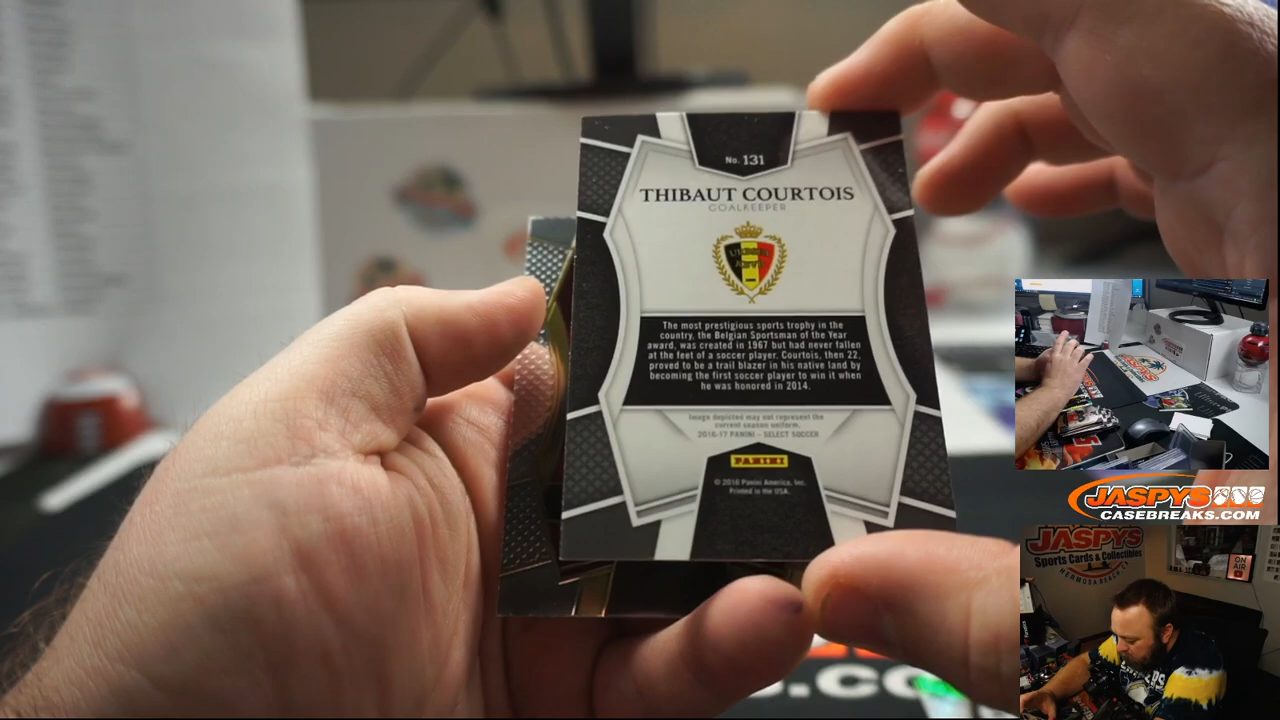 No. 131
THIBAUT COURTOIS
GOALKEEPER
The most prestigious sports trophy in the
country, the Belgian Sportsman of the Year
award, was created in 1967 but had never fallen
at the feet of a soccer player. Courtois, then 22,
proved to be a trail blazer in his native land by
becoming the first soccer player to win it when
he was honored in 2014.
Image depicted may not represent the
current season uniform.
2016-17 PANINI – SELECT SOCCER
PANINI
© 2016 Panini America, Inc.
Printed in the USA.
JASPYS
CASEBREAKS.COM
JASPYS
Sports Cards & Collectibles
HERMOSA BEACH, CA
ON
AIR